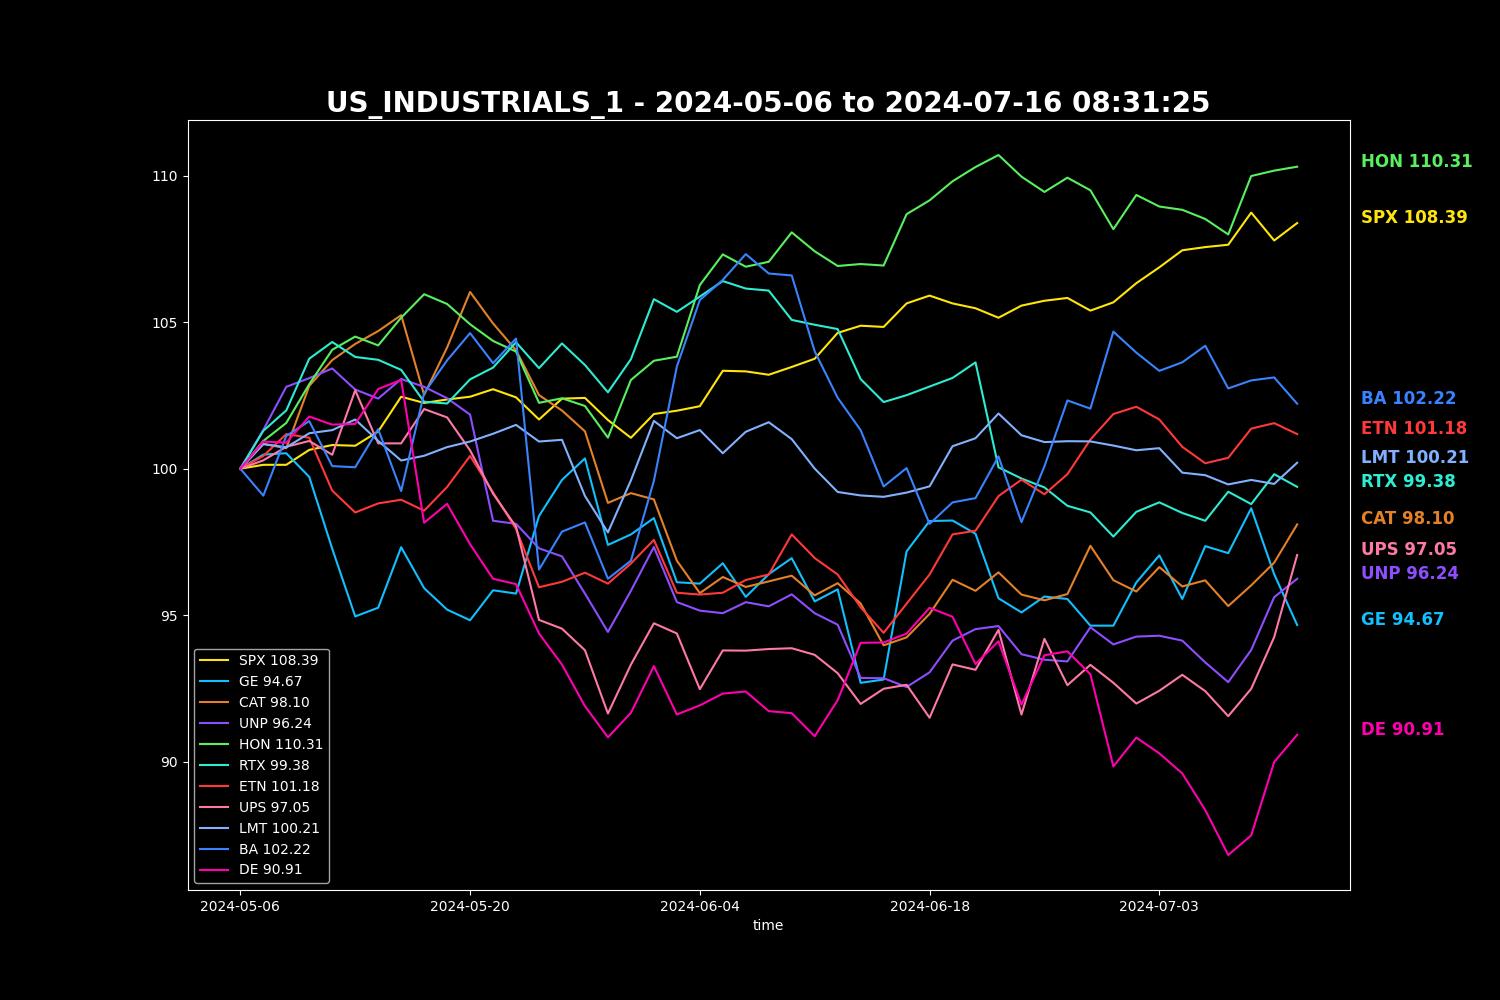 US_INDUSTRIALS_1 - 2024-05-06 to 2024-07-16 08:31:25
110
105
100
95
90
HON 110.31
SPX 108.39
BA 102.22
ETN 101.18
LMT 100.21
RTX 99.38
CAT 98.10
UPS 97.05
UNP 96.24
GE 94.67
DE 90.91
SPX 108.39
GE 94.67
CAT 98.10
UNP 96.24
HON 110.31
RTX 99.38
ETN 101.18
UPS 97.05
LMT 100.21
BA 102.22
DE 90.91
2024-05-06
2024-05-20
2024-06-04
2024-06-18
2024-07-03
time